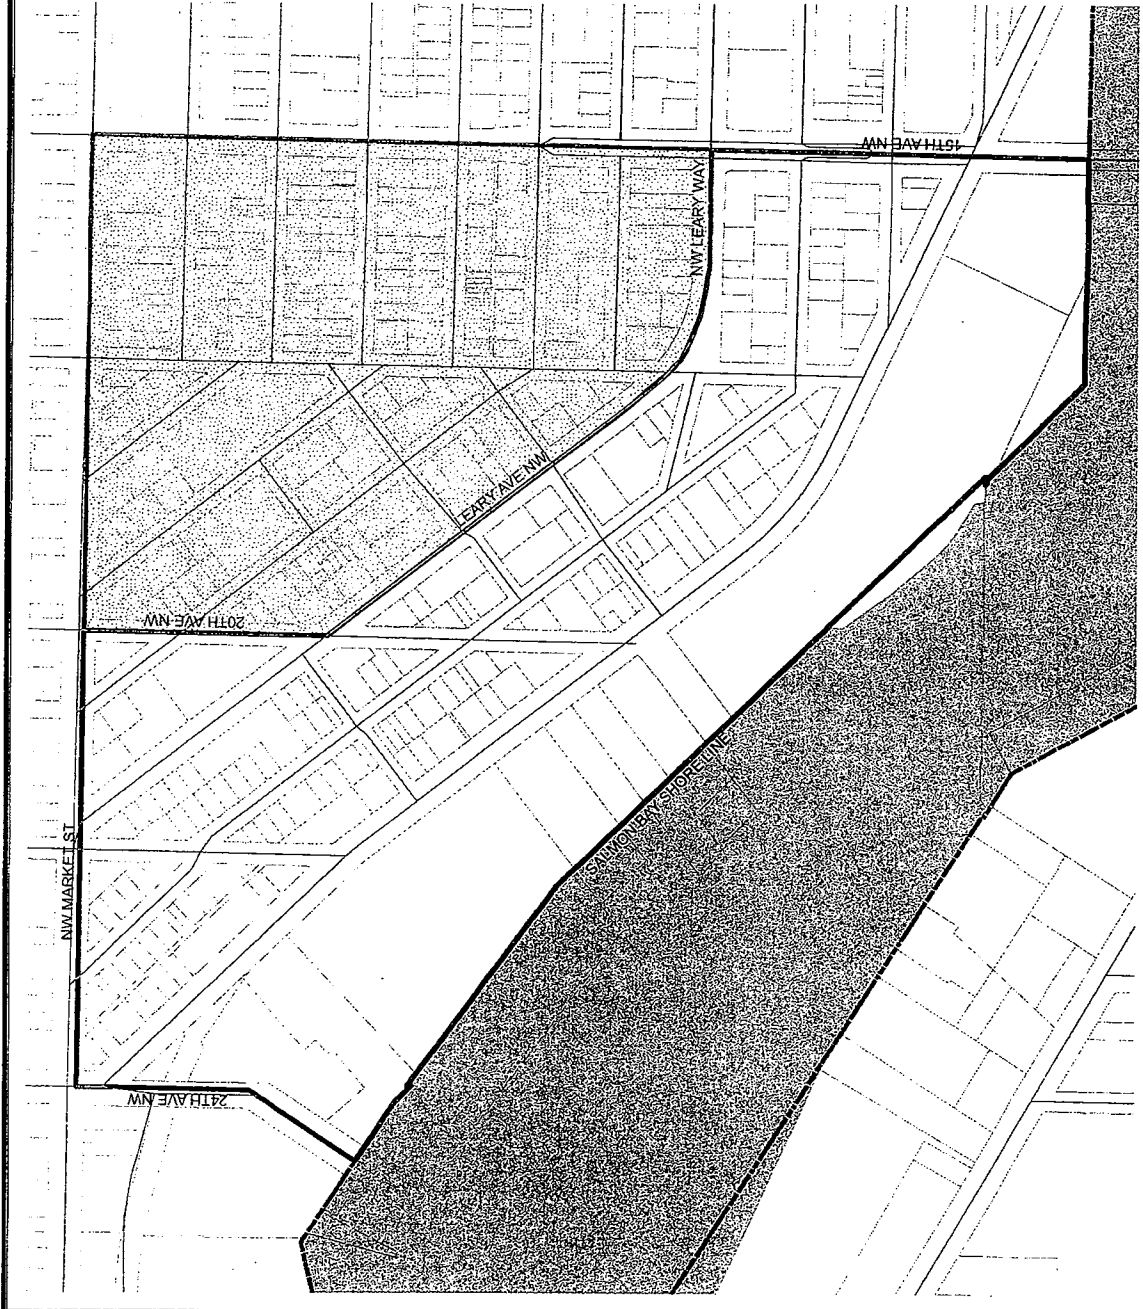 15TH AVE NW
NW LEARY WAY
LEARY AVE NW
20TH AVE NW
SALMON BAY SHORELINE
NW MARKET ST
24TH AVE NW